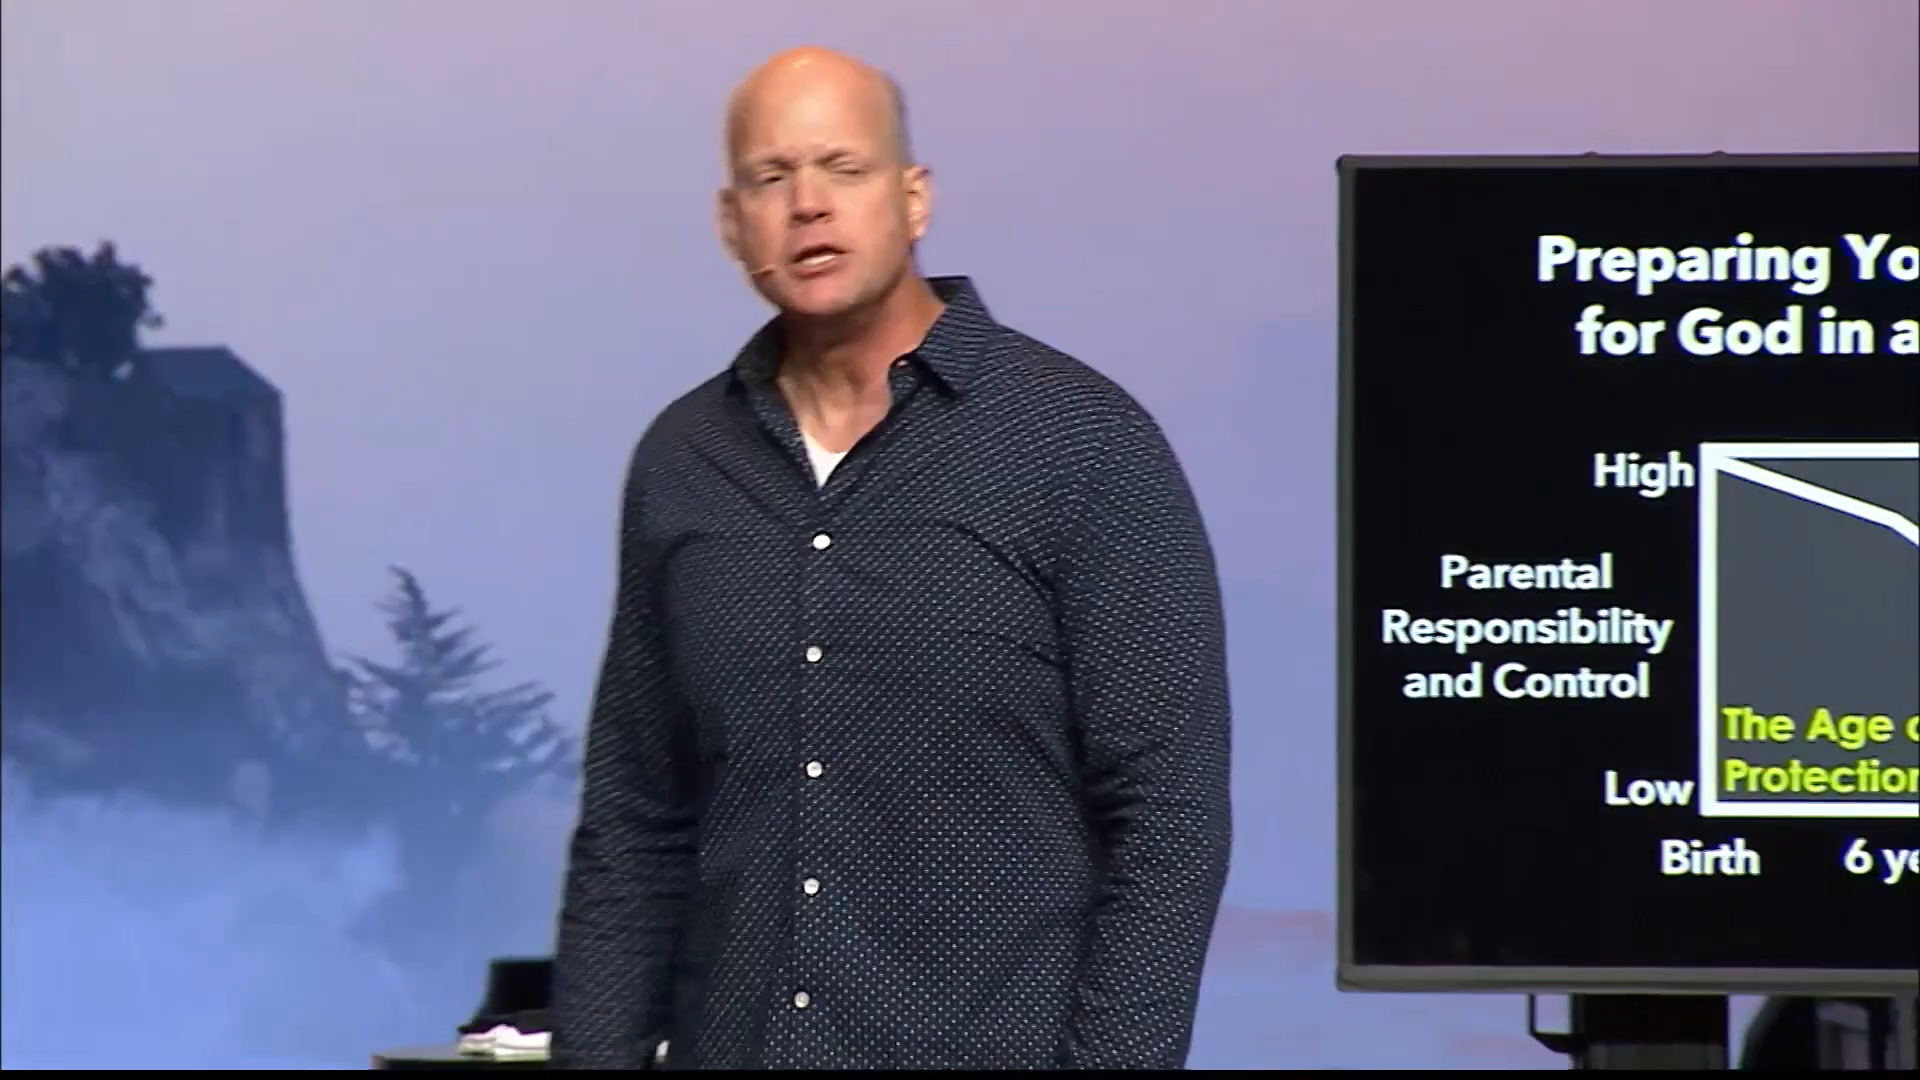 Preparing Yo
for God in a
High
Parental
Responsibility
and Control
The Age o
Protection
Low
Birth 6 ye